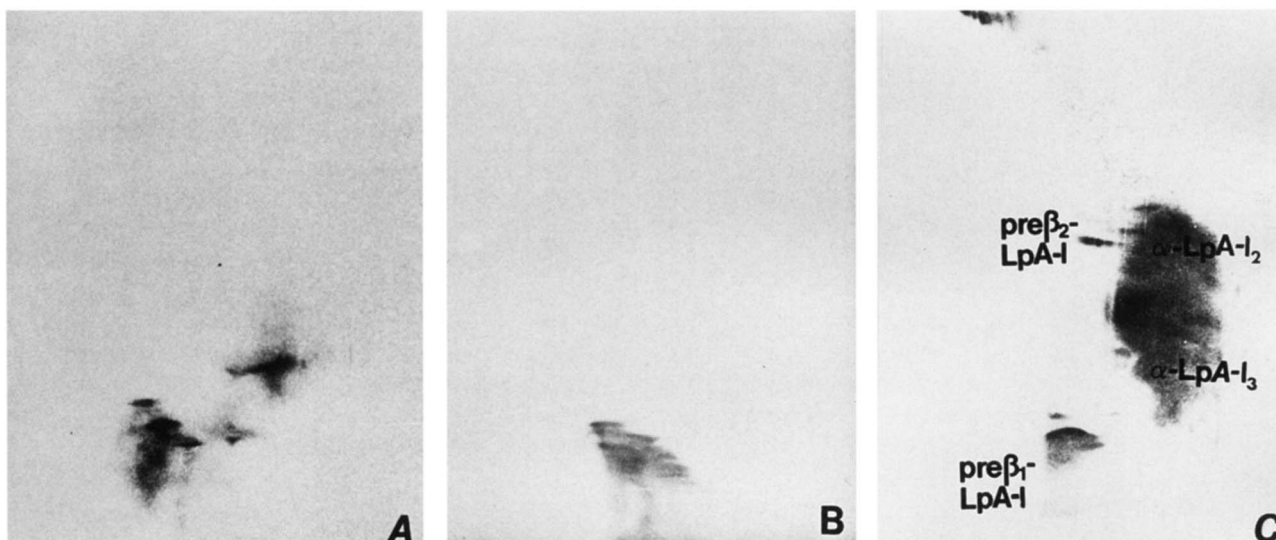 preβ₂-
LpA-I
α-LpA-I₂
α-LpA-I₃
preβ₁-
LpA-I
A
B
C